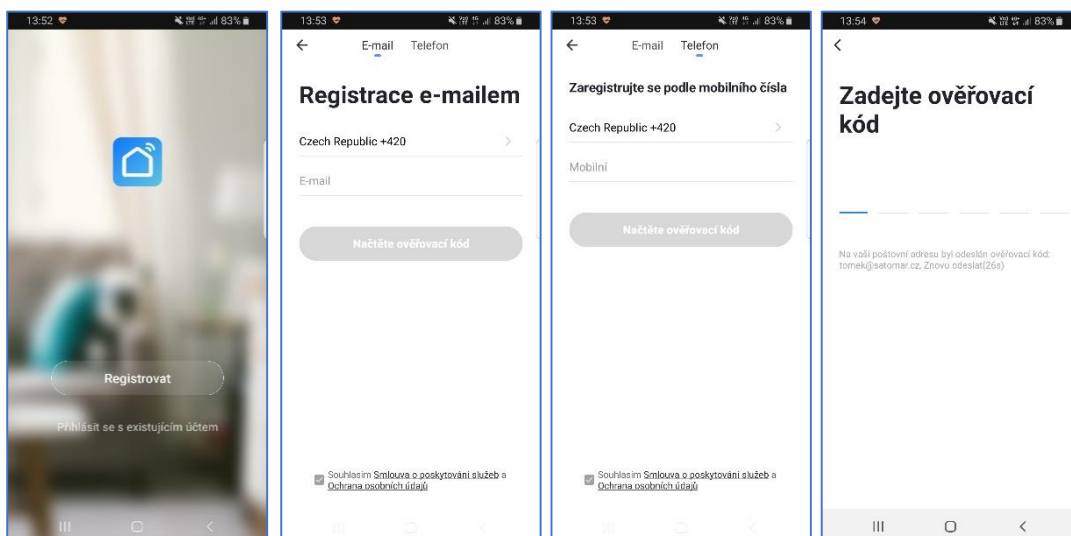 13:52
83%
Registrovat
Přihlásit se s existujícím účtem
13:53
83%
E-mail Telefon
Registrace e-mailem
Czech Republic +420
E-mail
Načtěte ověřovací kód
Souhlasím Smlouva o poskytování služeb a
Ochrana osobních údajů
13:53
83%
E-mail Telefon
Zaregistrujte se podle mobilního čísla
Czech Republic +420
Mobilní
Načtěte ověřovací kód
Souhlasím Smlouva o poskytování služeb a
Ochrana osobních údajů
13:54
83%
Zadejte ověřovací
kód
Na vaši poštovní adresu byl odeslán ověřovací kód:
tomek@satomar.cz, Znovu odeslat(26s)